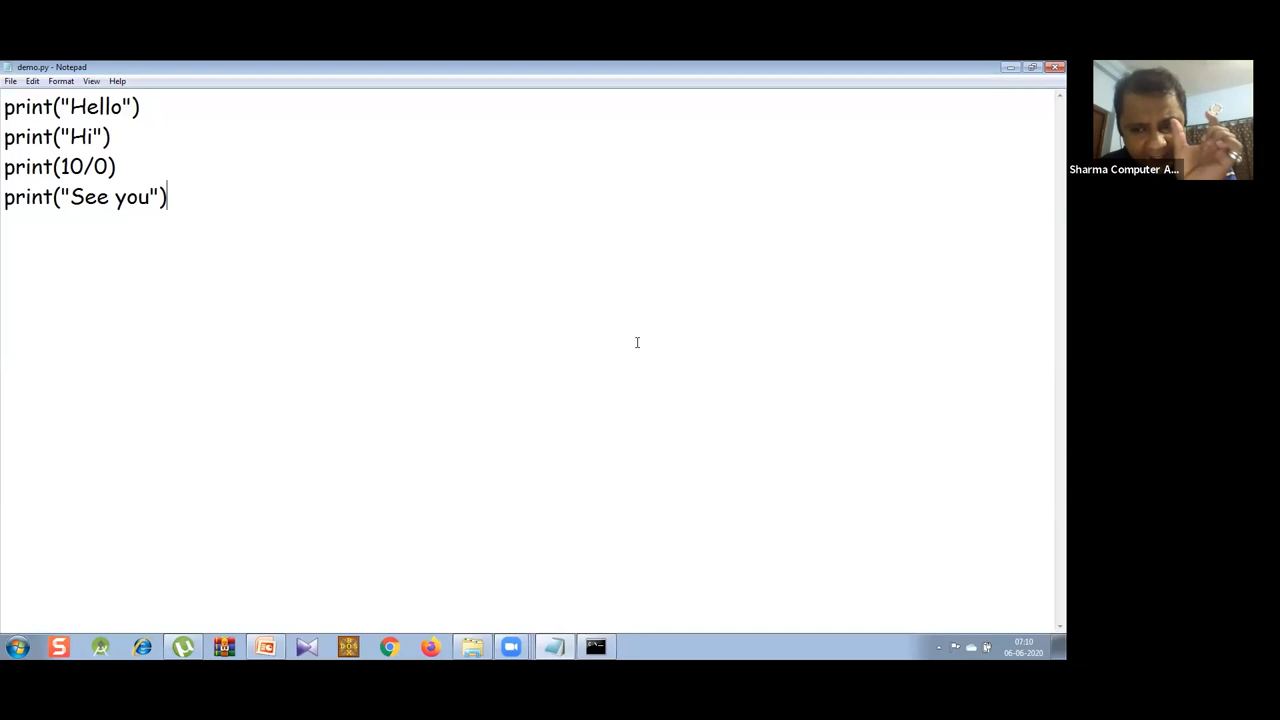 demo.py - Notepad
File Edit Format View Help
print("Hello")
print("Hi")
print(10/0)
print("See you")
Sharma Computer A...
07:10
06-06-2020